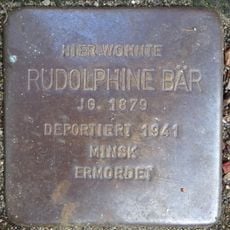 HIER WOHNTE
RUDOLPHINE BÄR
JG. 1879
DEPORTIERT 1941
MINSK
ERMORDET